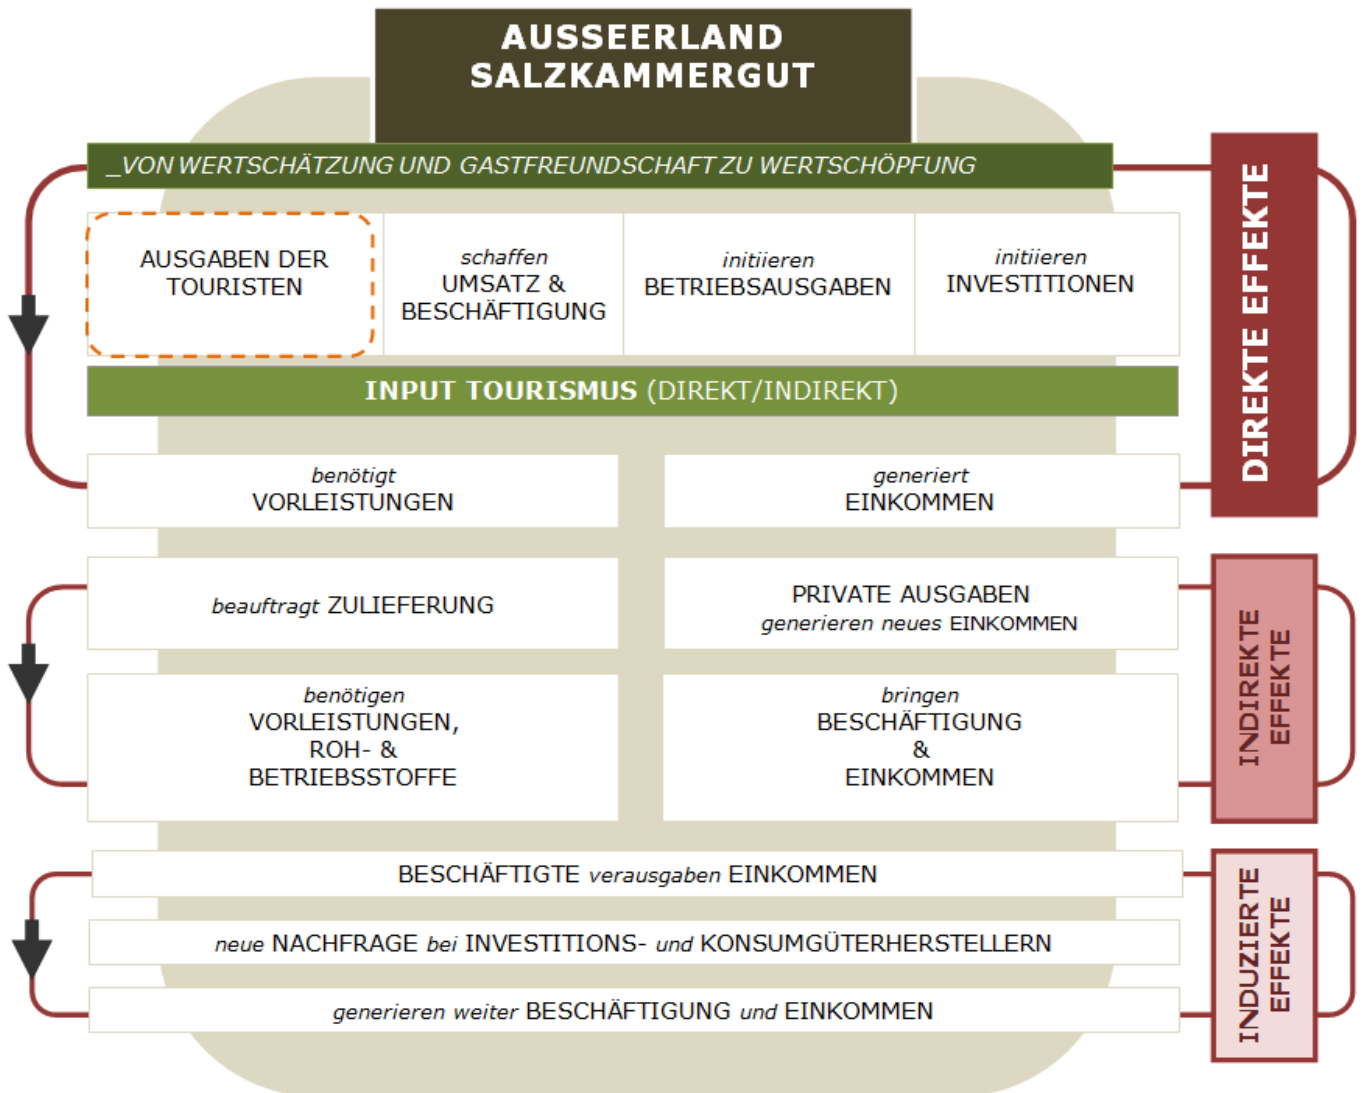 AUSSEERLAND
SALZKAMMERGUT
_VON WERTSCHÄTZUNG UND GASTFREUNDSCHAFT ZU WERTSCHÖPFUNG
AUSGABEN DER
TOURISTEN
schaffen
UMSATZ &
BESCHÄFTIGUNG
initiieren
BETRIEBSAUSGABEN
initiieren
INVESTITIONEN
DIREKTE EFFEKTE
INPUT TOURISMUS (DIREKT/INDIREKT)
benötigt
VORLEISTUNGEN
generiert
EINKOMMEN
beauftragt ZULIEFERUNG
PRIVATE AUSGABEN
generieren neues EINKOMMEN
INDIREKTE
EFFEKTE
benötigen
VORLEISTUNGEN,
ROH- &
BETRIEBSSTOFFE
bringen
BESCHÄFTIGUNG
&
EINKOMMEN
BESCHÄFTIGTE verausgaben EINKOMMEN
neue NACHFRAGE bei INVESTITIONS- und KONSUMGÜTERHERSTELLERN
generieren weiter BESCHÄFTIGUNG und EINKOMMEN
INDUZIERTE
EFFEKTE